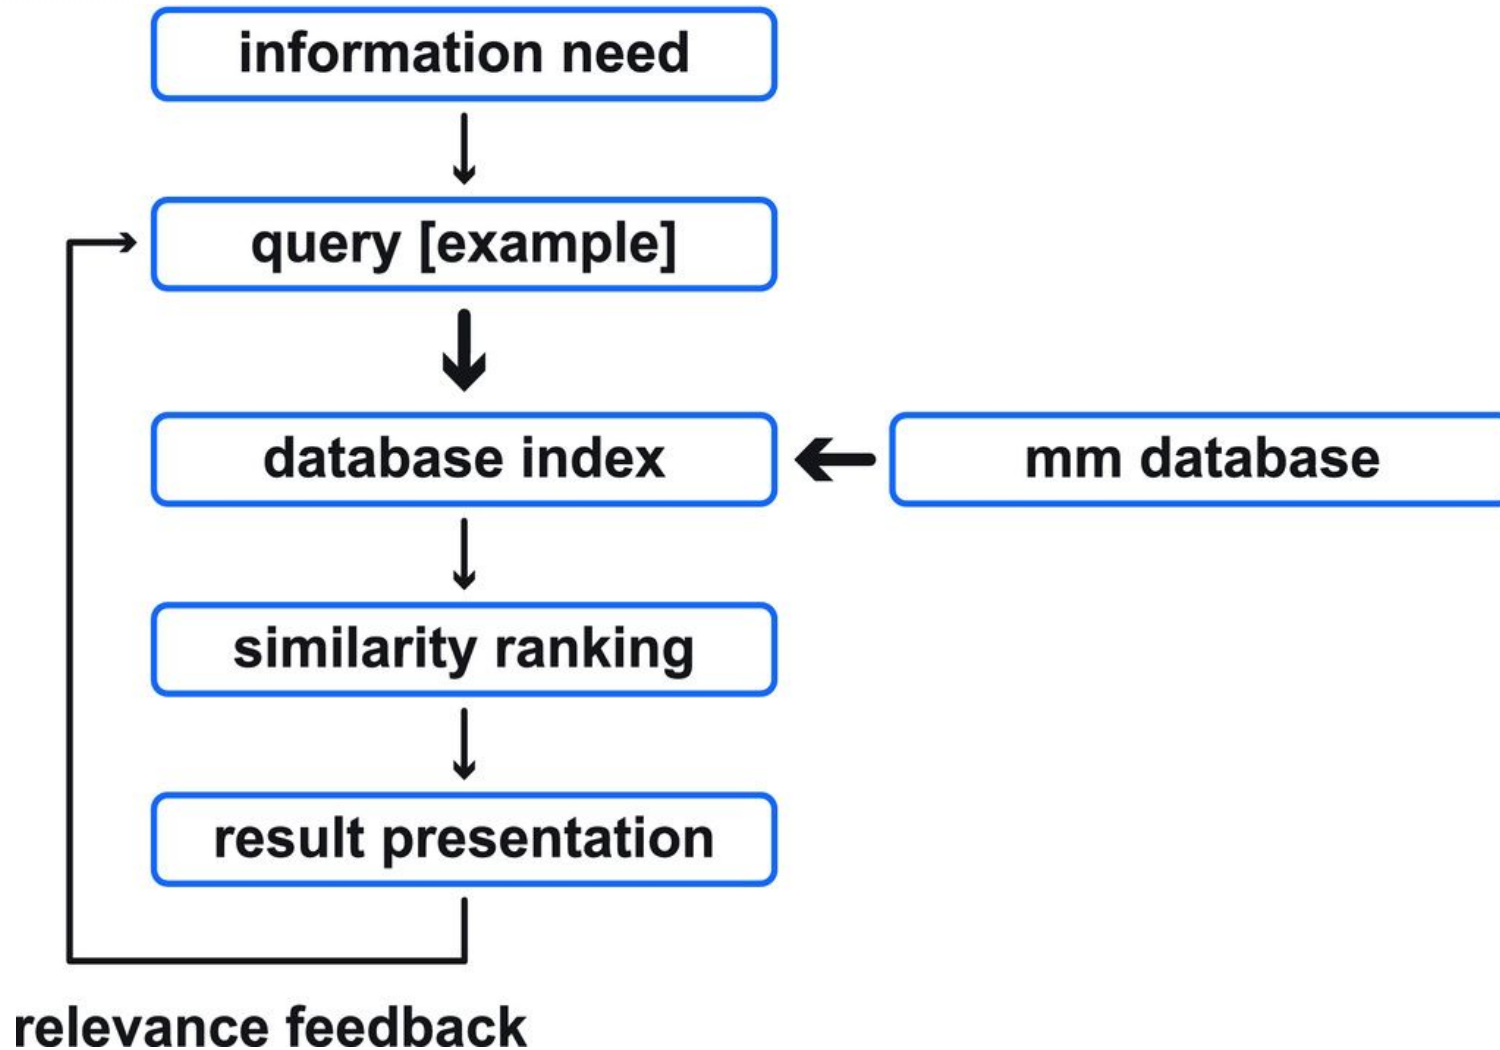 information need
query [example]
database index
mm database
similarity ranking
result presentation
relevance feedback